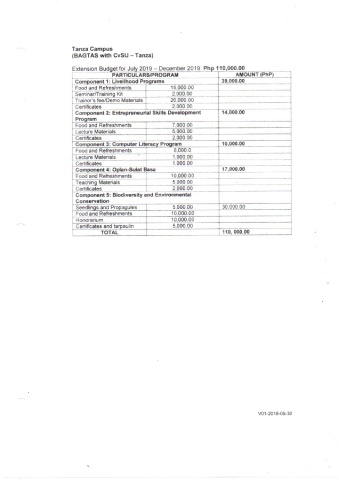 Tanza Campus
(BAGTAS with CvSU – Tanza)
Extension Budget for July 2019 – December 2019 Php 110,000.00
PARTICULARS/PROGRAM AMOUNT (PhP)
Component 1: Livelihood Programs 39,000.00
Food and Refreshments 15,000.00
Seminar/Training Kit 2,000.00
Trainor's fee/Demo Materials 20,000.00
Certificates 2,000.00
Component 2: Entrepreneurial Skills Development 14,000.00
Program
Food and Refreshments 7,000.00
Lecture Materials 5,000.00
Certificates 2,000.00
Component 3: Computer Literacy Program 10,000.00
Food and Refreshments 8,000.0
Lecture Materials 1,000.00
Certificates 1,000.00
Component 4: Oplan-Sulat Basa 17,000.00
Food and Refreshments 10,000.00
Teaching Materials 5,000.00
Certificates 2,000.00
Component 5: Biodiversity and Environmental
Conservation
Seedlings and Propagules 5,000.00 30,000.00
Food and Refreshments 10,000.00
Honorarium 10,000.00
Certificates and tarpaulin 5,000.00
TOTAL 110, 000.00
V01-2018-05-30